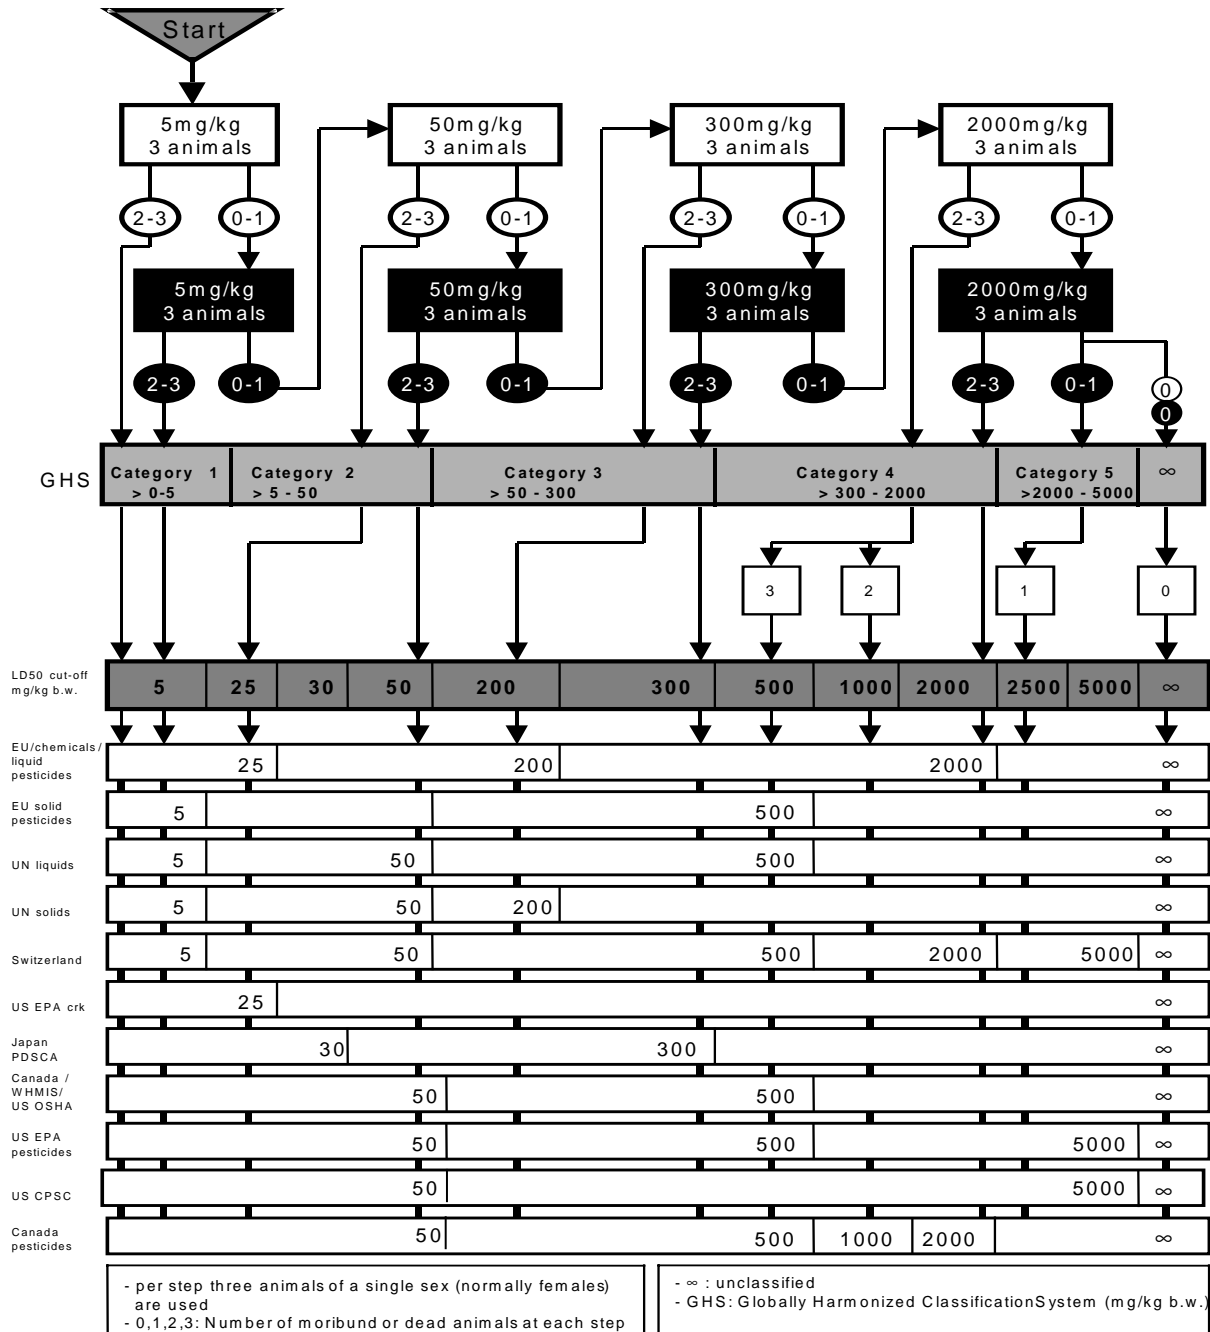 Start
5mg/kg
3 animals
50mg/kg
3 animals
300mg/kg
3 animals
2000mg/kg
3 animals
2-3 0-1 2-3 0-1 2-3 0-1 2-3 0-1
5mg/kg
3 animals
50mg/kg
3 animals
300mg/kg
3 animals
2000mg/kg
3 animals
2-3 0-1 2-3 0-1 2-3 0-1 2-3 0-1
0
0
GHS
Category 1
> 0-5
Category 2
> 5 - 50
Category 3
> 50 - 300
Category 4
> 300 - 2000
Category 5
>2000 - 5000
∞
3 2 1 0
LD50 cut-off
mg/kg b.w.
5 25 30 50 200 300 500 1000 2000 2500 5000 ∞
EU/chemicals/
liquid
pesticides
25 200 2000 ∞
EU solid
pesticides
5 500 ∞
UN liquids
5 50 500 ∞
UN solids
5 50 200 ∞
Switzerland
5 50 500 2000 5000 ∞
US EPA crk
25 ∞
Japan
PDSCA
30 300 ∞
Canada /
WHMIS/
US OSHA
50 500 ∞
US EPA
pesticides
50 500 5000 ∞
US CPSC
50 5000 ∞
Canada
pesticides
50 500 1000 2000 ∞
- per step three animals of a single sex (normally females)
are used
- 0,1,2,3: Number of moribund or dead animals at each step
- ∞ : unclassified
- GHS: Globally Harmonized ClassificationSystem (mg/kg b.w.)